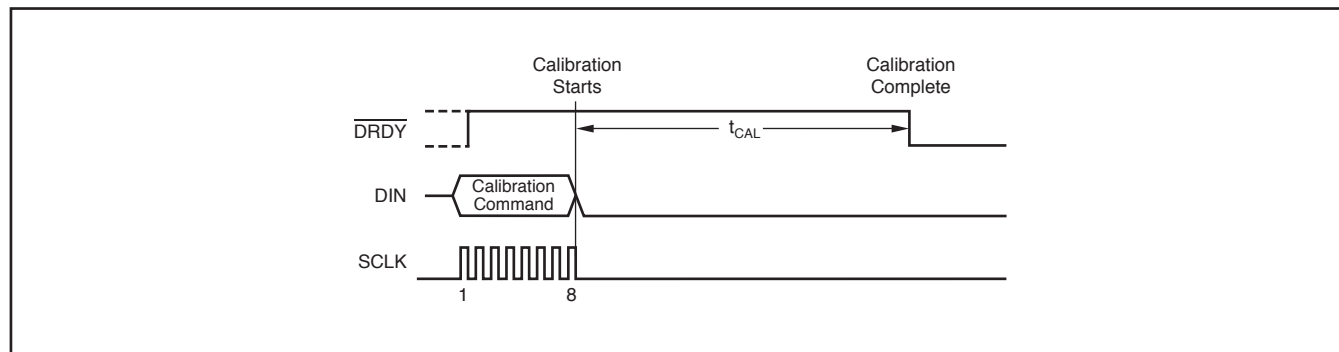 Calibration
Starts
Calibration
Complete
DRDY
tCAL
DIN
Calibration
Command
SCLK
1
8